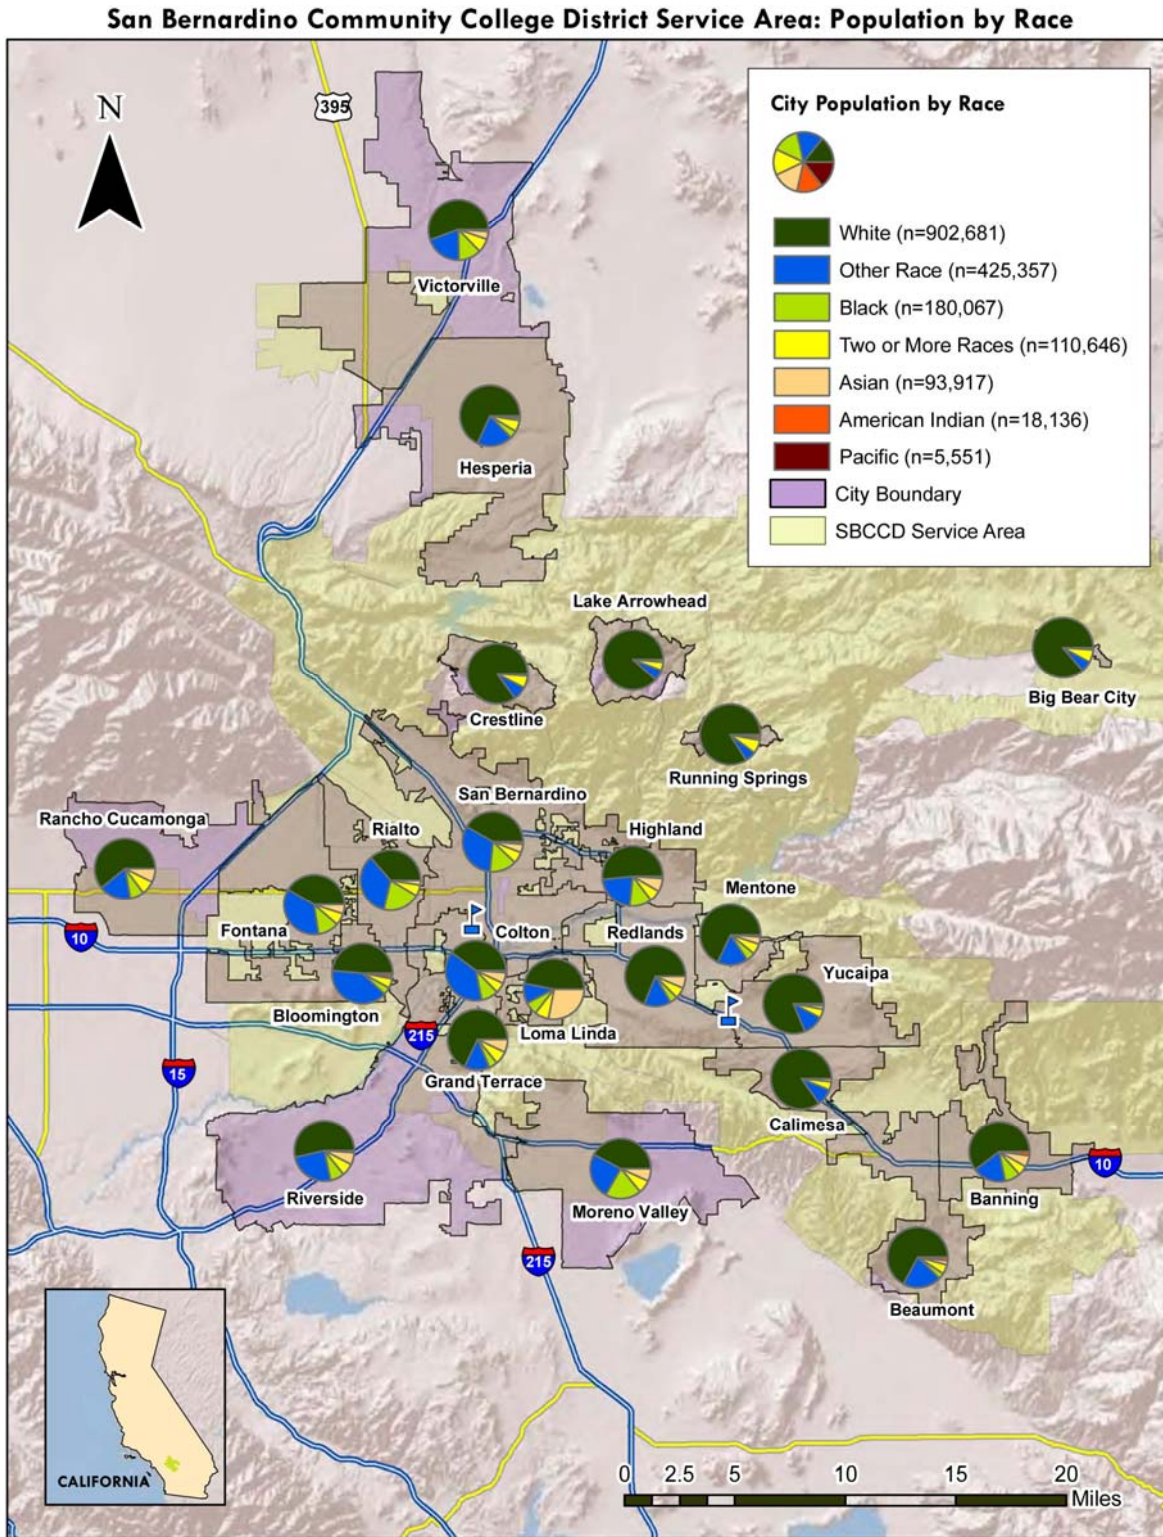 San Bernardino Community College District Service Area: Population by Race
N
395
City Population by Race
White (n=902,681)
Other Race (n=425,357)
Black (n=180,067)
Two or More Races (n=110,646)
Asian (n=93,917)
American Indian (n=18,136)
Pacific (n=5,551)
City Boundary
SBCCD Service Area
Victorville
Hesperia
Lake Arrowhead
Crestline
Big Bear City
Running Springs
San Bernardino
Rancho Cucamonga
Rialto
Highland
Mentone
Fontana
Colton
Redlands
10
Yucaipa
Bloomington
Loma Linda
215
15
Grand Terrace
Calimesa
10
Riverside
Moreno Valley
Banning
215
Beaumont
CALIFORNIA
0 2.5 5 10 15 20
Miles